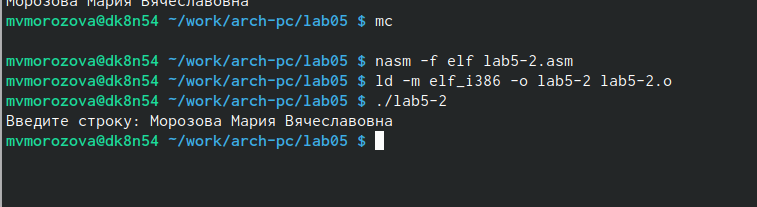 Морозова Мария Вячеславовна
mvmorozova@dk8n54 ~/work/arch-pc/lab05 $ mc
mvmorozova@dk8n54 ~/work/arch-pc/lab05 $ nasm -f elf lab5-2.asm
mvmorozova@dk8n54 ~/work/arch-pc/lab05 $ ld -m elf_i386 -o lab5-2 lab5-2.o
mvmorozova@dk8n54 ~/work/arch-pc/lab05 $ ./lab5-2
Введите строку: Морозова Мария Вячеславовна
mvmorozova@dk8n54 ~/work/arch-pc/lab05 $